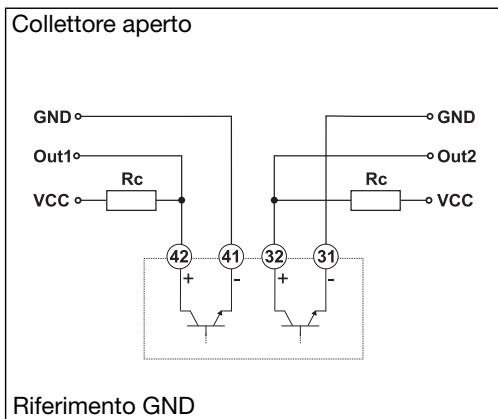 Collettore aperto
GND GND
Out1 Out2
Rc Rc
VCC VCC
42 41 32 31
+ - + -
Riferimento GND